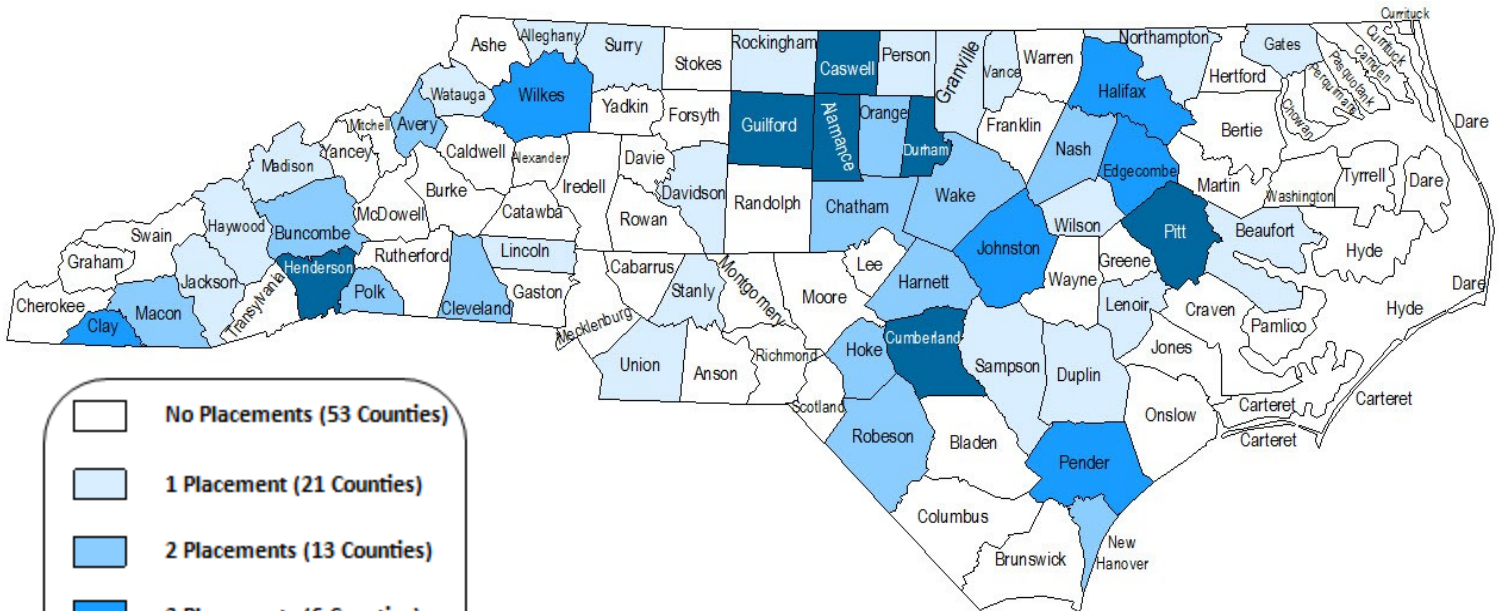 Currituck
Ashe
Alleghany
Surry
Stokes
Rockingham
Caswell
Person
Granville
Vance
Warren
Northampton
Gates
Hertford
Currituck
Camden
Pasquotank
Perquimans
Chowan
Watauga
Wilkes
Yadkin
Forsyth
Guilford
Alamance
Orange
Durham
Franklin
Halifax
Bertie
Dare
Mitchell
Avery
Yancey
Caldwell
Alexander
Davie
Iredell
Madison
Burke
Davidson
Randolph
Chatham
Wake
Nash
Edgecombe
Martin
Washington
Tyrrell
Dare
Swain
Haywood
Buncombe
McDowell
Catawba
Rowan
Johnston
Wilson
Pitt
Beaufort
Hyde
Graham
Jackson
Henderson
Rutherford
Lincoln
Cabarrus
Montgomery
Lee
Harnett
Wayne
Greene
Dare
Cherokee
Clay
Macon
Transylvania
Polk
Cleveland
Gaston
Mecklenburg
Stanly
Moore
Lenoir
Craven
Pamlico
Hyde
Union
Anson
Richmond
Hoke
Cumberland
Sampson
Duplin
Jones
Scotland
Robeson
Bladen
Onslow
Carteret
Carteret
Carteret
Pender
Columbus
Brunswick
New
Hanover
No Placements (53 Counties)
1 Placement (21 Counties)
2 Placements (13 Counties)